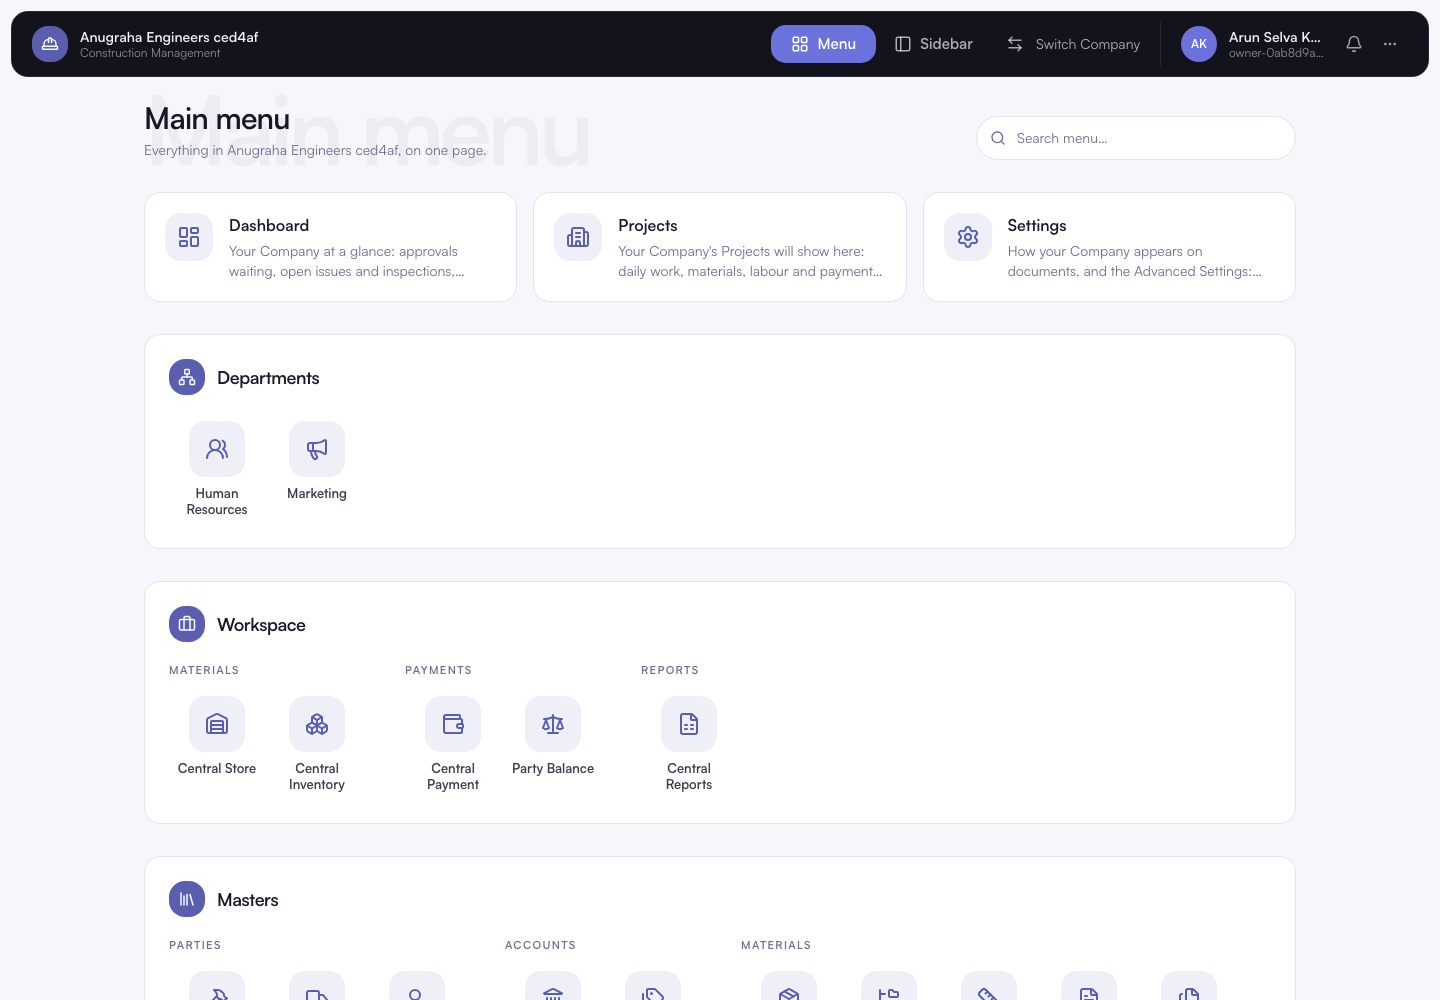 Anugraha Engineers ced4af
Construction Management
Menu
Sidebar
Switch Company
AK
Arun Selva K...
owner-0ab8d9a...
Main menu
Main menu
Everything in Anugraha Engineers ced4af, on one page.
Search menu...
Dashboard
Your Company at a glance: approvals
waiting, open issues and inspections,...
Projects
Your Company's Projects will show here:
daily work, materials, labour and payment...
Settings
How your Company appears on
documents, and the Advanced Settings:...
Departments
Human
Resources
Marketing
Workspace
MATERIALS
PAYMENTS
REPORTS
Central Store
Central
Inventory
Central
Payment
Party Balance
Central
Reports
Masters
PARTIES
ACCOUNTS
MATERIALS